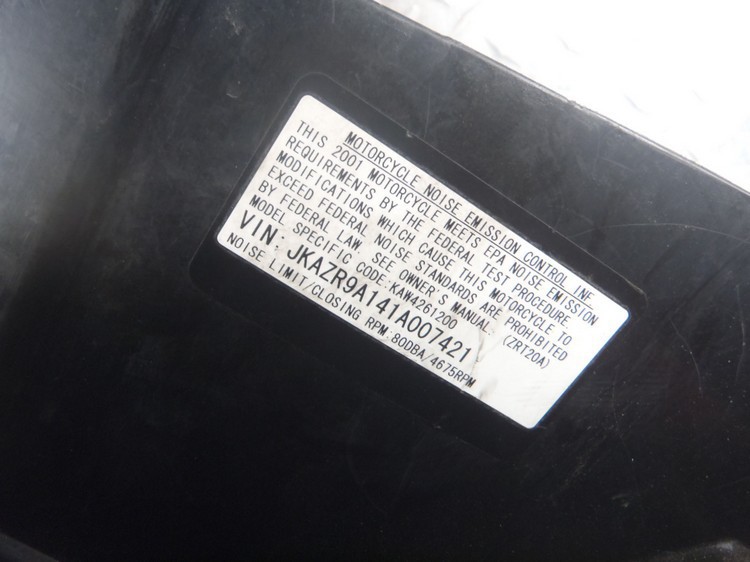 MOTORCYCLE NOISE EMISSION CONTROL INF
THIS 2001 MOTORCYCLE MEETS EPA NOISE EMISSION
REQUIREMENTS BY THE FEDERAL TEST PROCEDURE.
MODIFICATIONS WHICH CAUSE THIS MOTORCYCLE TO
EXCEED FEDERAL NOISE STANDARDS ARE PROHIBITED
BY FEDERAL LAW. SEE OWNER'S MANUAL. (ZRT20A)
MODEL SPECIFIC CODE: KAW4261200
VIN: JKAZR9A141A007421
NOISE LIMIT/CLOSING RPM: 80DBA/4675RPM